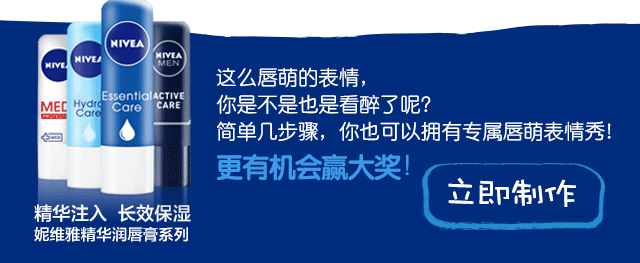 NIVEA
NIVEA
MEN
MED
Hydro
Care
Essential
Care
ACTIVE
CARE
这么唇萌的表情，
你是不是也是看醉了呢？
简单几步骤，你也可以拥有专属唇萌表情秀！
更有机会赢大奖！
立即制作
精华注入 长效保湿
妮维雅精华润唇膏系列